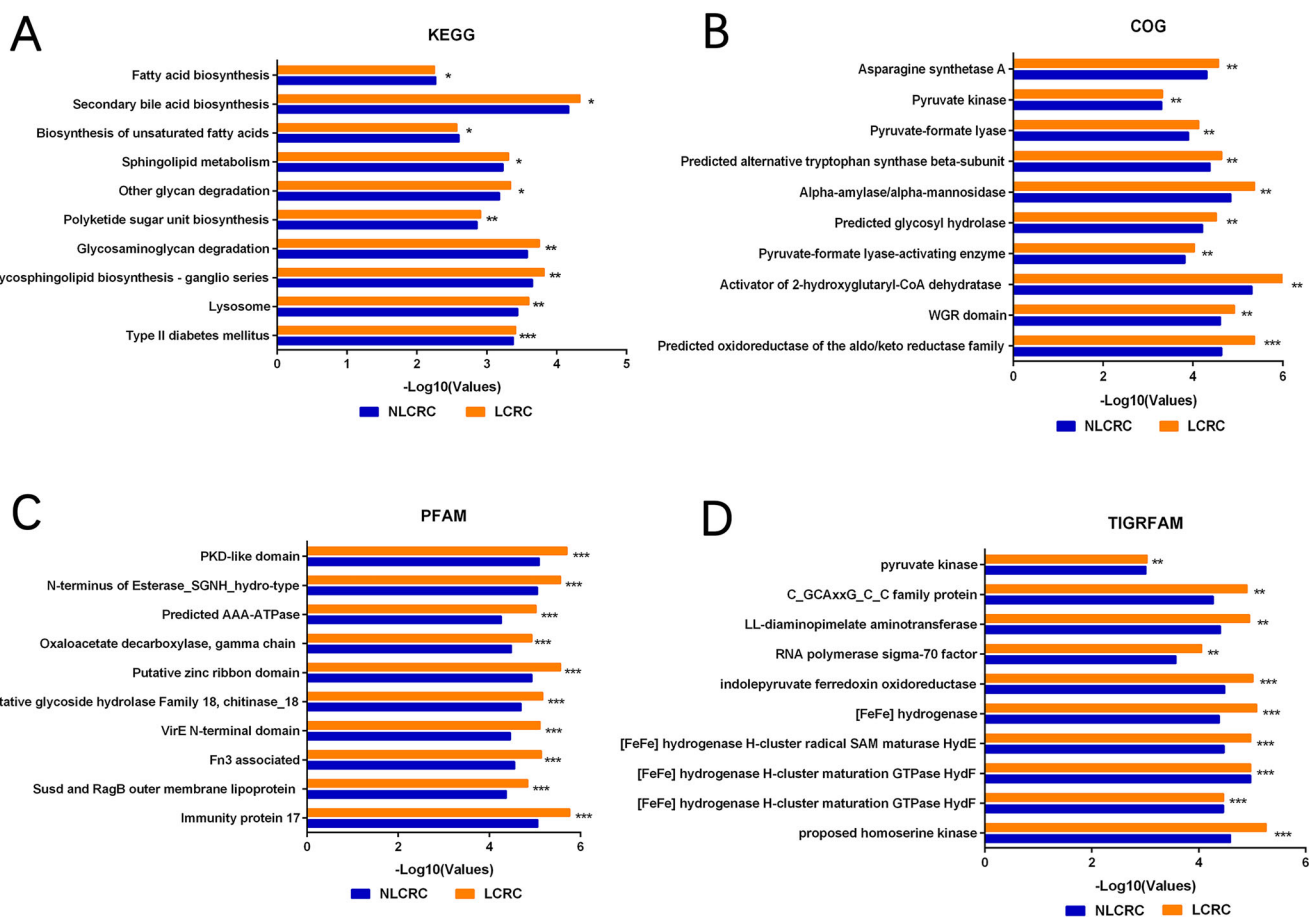 A
KEGG
Fatty acid biosynthesis
*
Secondary bile acid biosynthesis
*
Biosynthesis of unsaturated fatty acids
*
Sphingolipid metabolism
*
Other glycan degradation
*
Polyketide sugar unit biosynthesis
**
Glycosaminoglycan degradation
**
biosynthesis - ganglio series
**
Lysosome
**
Type II diabetes mellitus
***
0 1 2 3 4 5
-Log10(Values)
NLCRC LCRC
B
COG
Asparagine synthetase A
**
Pyruvate kinase
**
Pyruvate-formate lyase
**
Predicted alternative tryptophan synthase beta-subunit
**
Alpha-amylase/alpha-mannosidase
**
Predicted glycosyl hydrolase
**
Pyruvate-formate lyase-activating enzyme
**
Activator of 2-hydroxyglutaryl-CoA dehydratase
**
WGR domain
**
Predicted oxidoreductase of the aldo/keto reductase family
***
0 2 4 6
-Log10(Values)
NLCRC LCRC
C
PFAM
PKD-like domain
***
N-terminus of Esterase_SGNH_hydro-type
***
Predicted AAA-ATPase
***
Oxaloacetate decarboxylase, gamma chain
***
Putative zinc ribbon domain
***
glycoside hydrolase Family 18, chitinase_18
***
VirE N-terminal domain
***
Fn3 associated
***
Susd and RagB outer membrane lipoprotein
***
Immunity protein 17
***
0 2 4 6
-Log10(Values)
NLCRC LCRC
D
TIGRFAM
pyruvate kinase
**
C_GCAxxG_C_C family protein
**
LL-diaminopimelate aminotransferase
**
RNA polymerase sigma-70 factor
**
indolepyruvate ferredoxin oxidoreductase
***
[FeFe] hydrogenase
***
[FeFe] hydrogenase H-cluster radical SAM maturase HydE
***
[FeFe] hydrogenase H-cluster maturation GTPase HydF
***
[FeFe] hydrogenase H-cluster maturation GTPase HydF
***
proposed homoserine kinase
***
0 2 4 6
-Log10(Values)
NLCRC LCRC